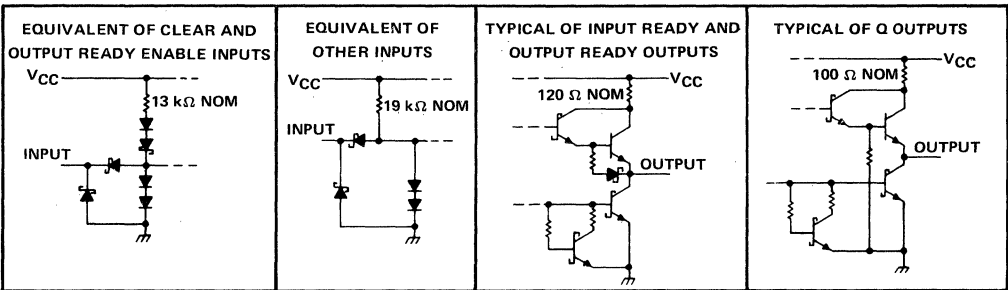 EQUIVALENT OF CLEAR AND
OUTPUT READY ENABLE INPUTS
VCC
13 kΩ NOM
INPUT
EQUIVALENT OF
OTHER INPUTS
VCC
19 kΩ NOM
INPUT
TYPICAL OF INPUT READY AND
OUTPUT READY OUTPUTS
VCC
120 Ω NOM
OUTPUT
TYPICAL OF Q OUTPUTS
VCC
100 Ω NOM
OUTPUT